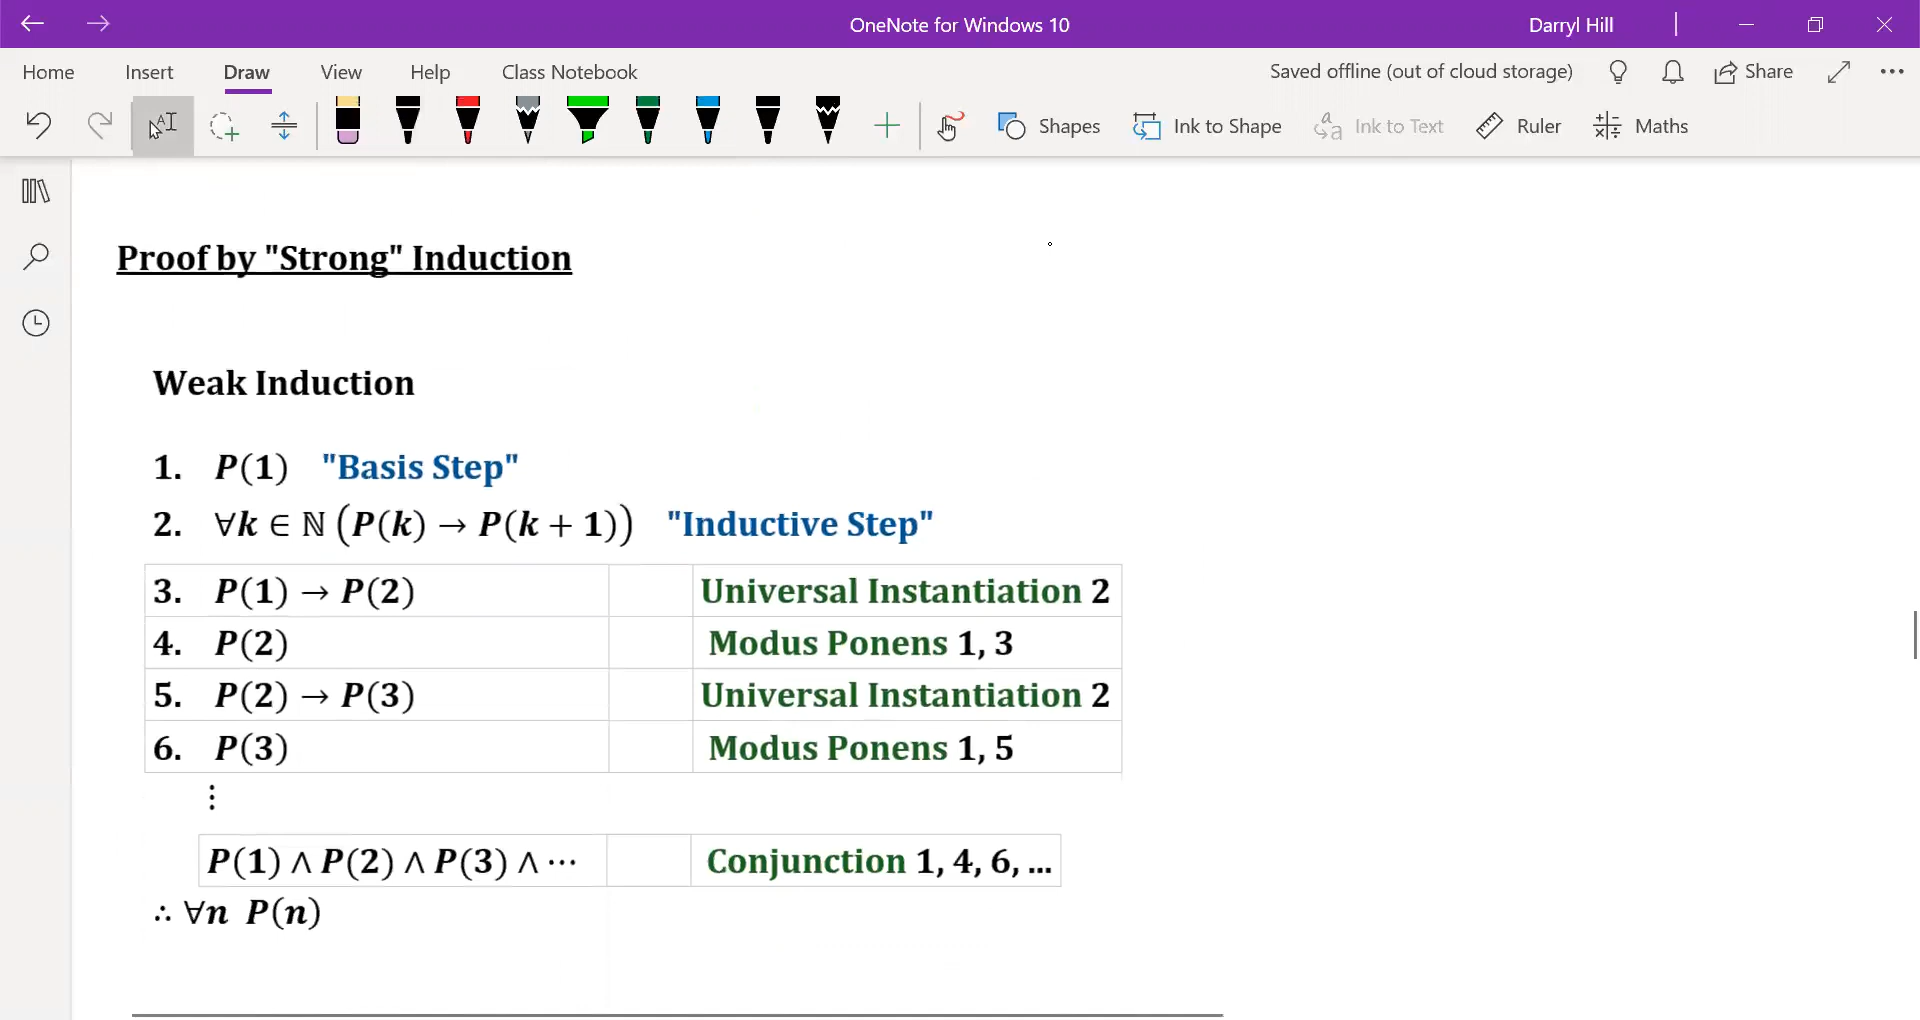 OneNote for Windows 10
Darryl Hill
Home Insert Draw View Help Class Notebook
Saved offline (out of cloud storage) Share
Shapes Ink to Shape Ink to Text Ruler Maths
Proof by "Strong" Induction
Weak Induction
1. P(1) "Basis Step"
2. ∀k ∈ ℕ (P(k) → P(k + 1)) "Inductive Step"
3. P(1) → P(2) Universal Instantiation 2
4. P(2) Modus Ponens 1, 3
5. P(2) → P(3) Universal Instantiation 2
6. P(3) Modus Ponens 1, 5
⋮
P(1) ∧ P(2) ∧ P(3) ∧ ⋯ Conjunction 1, 4, 6, ...
∴ ∀n P(n)